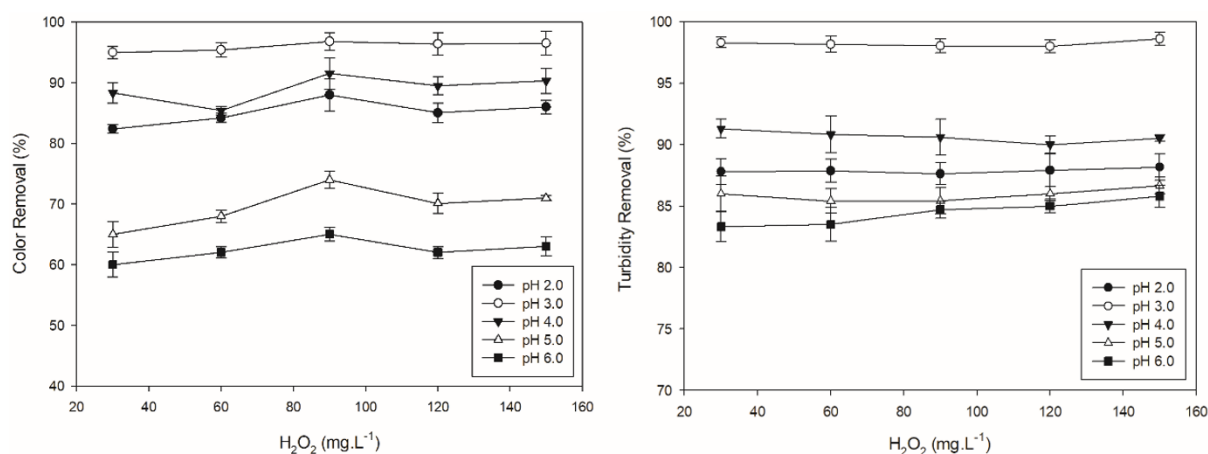 100
90
80
70
60
50
40
Color Removal (%)
pH 2.0
pH 3.0
pH 4.0
pH 5.0
pH 6.0
20 40 60 80 100 120 140 160
H₂O₂ (mg.L⁻¹)
100
95
90
85
80
75
70
Turbidity Removal (%)
pH 2.0
pH 3.0
pH 4.0
pH 5.0
pH 6.0
20 40 60 80 100 120 140 160
H₂O₂ (mg.L⁻¹)